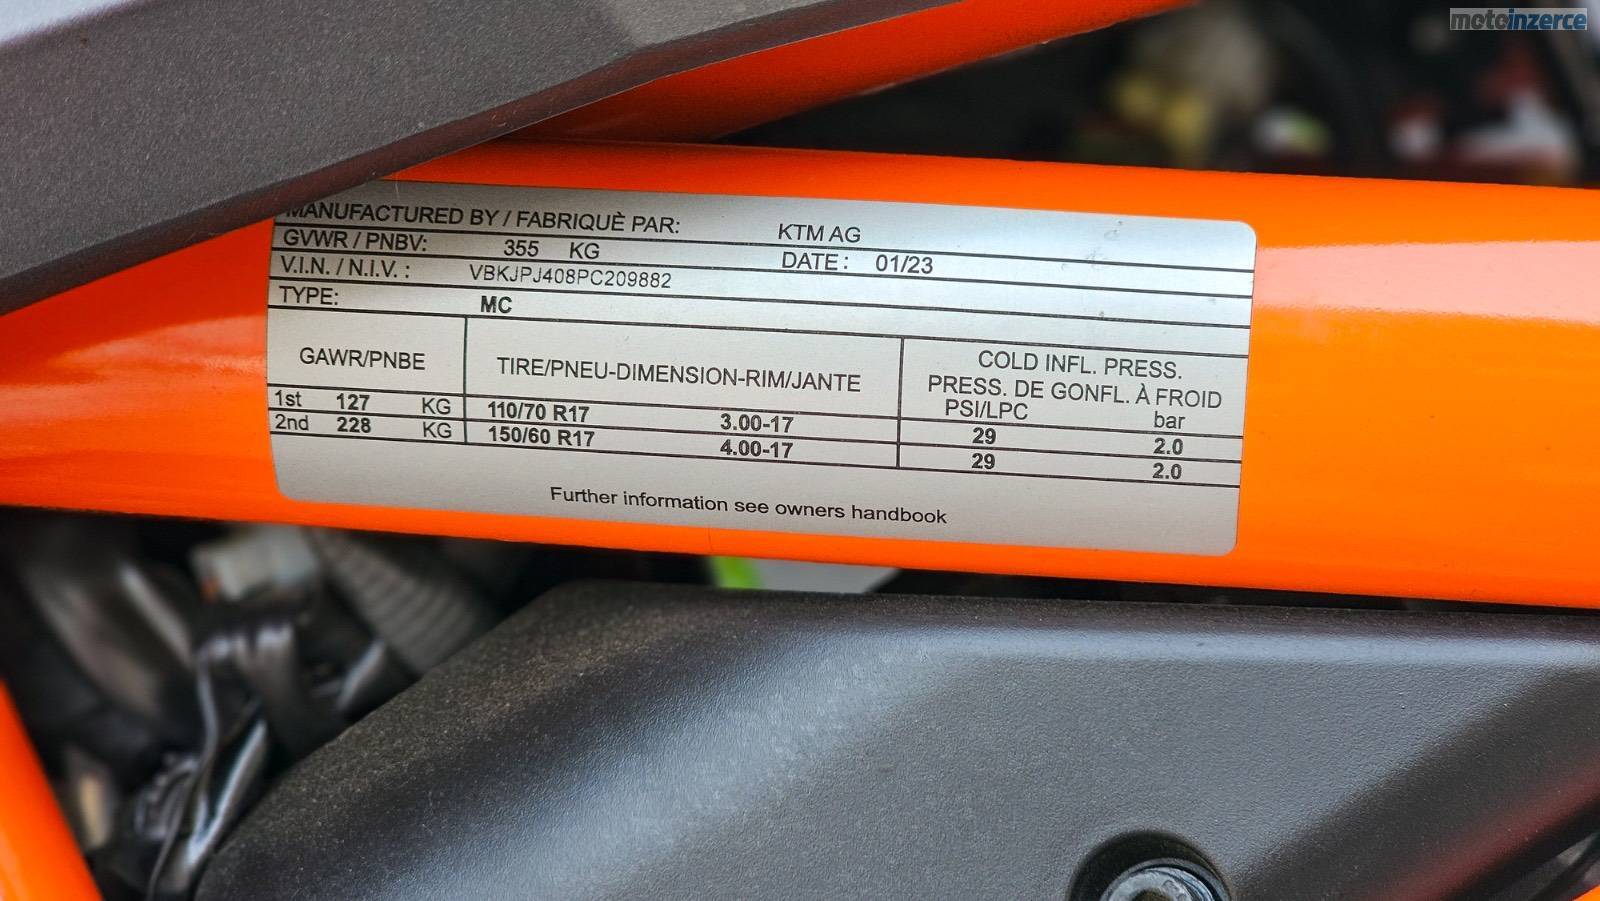 motoinzerce
MANUFACTURED BY / FABRIQUÈ PAR: KTM AG
GVWR / PNBV: 355 KG DATE: 01/23
V.I.N. / N.I.V. : VBKJPJ408PC209882
TYPE: MC
GAWR/PNBE TIRE/PNEU-DIMENSION-RIM/JANTE COLD INFL. PRESS.
PRESS. DE GONFL. À FROID
PSI/LPC bar
1st 127 KG 110/70 R17 3.00-17 29 2.0
2nd 228 KG 150/60 R17 4.00-17 29 2.0
Further information see owners handbook